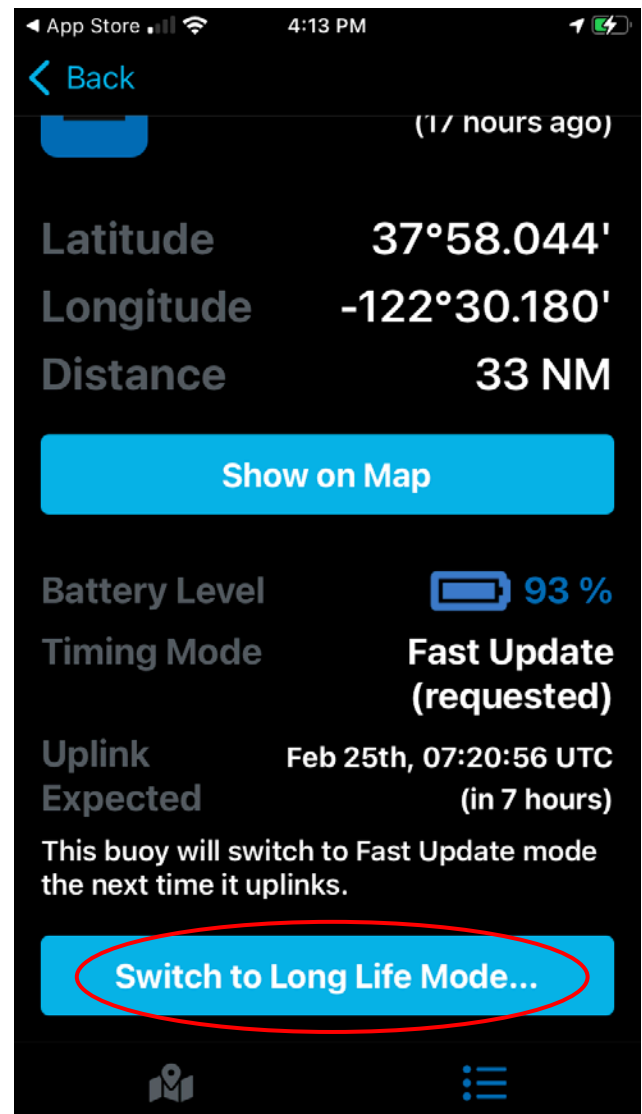 App Store 4:13 PM
Back
(17 hours ago)
Latitude 37°58.044'
Longitude -122°30.180'
Distance 33 NM
Show on Map
Battery Level 93 %
Timing Mode Fast Update
(requested)
Uplink Feb 25th, 07:20:56 UTC
Expected (in 7 hours)
This buoy will switch to Fast Update mode
the next time it uplinks.
Switch to Long Life Mode...